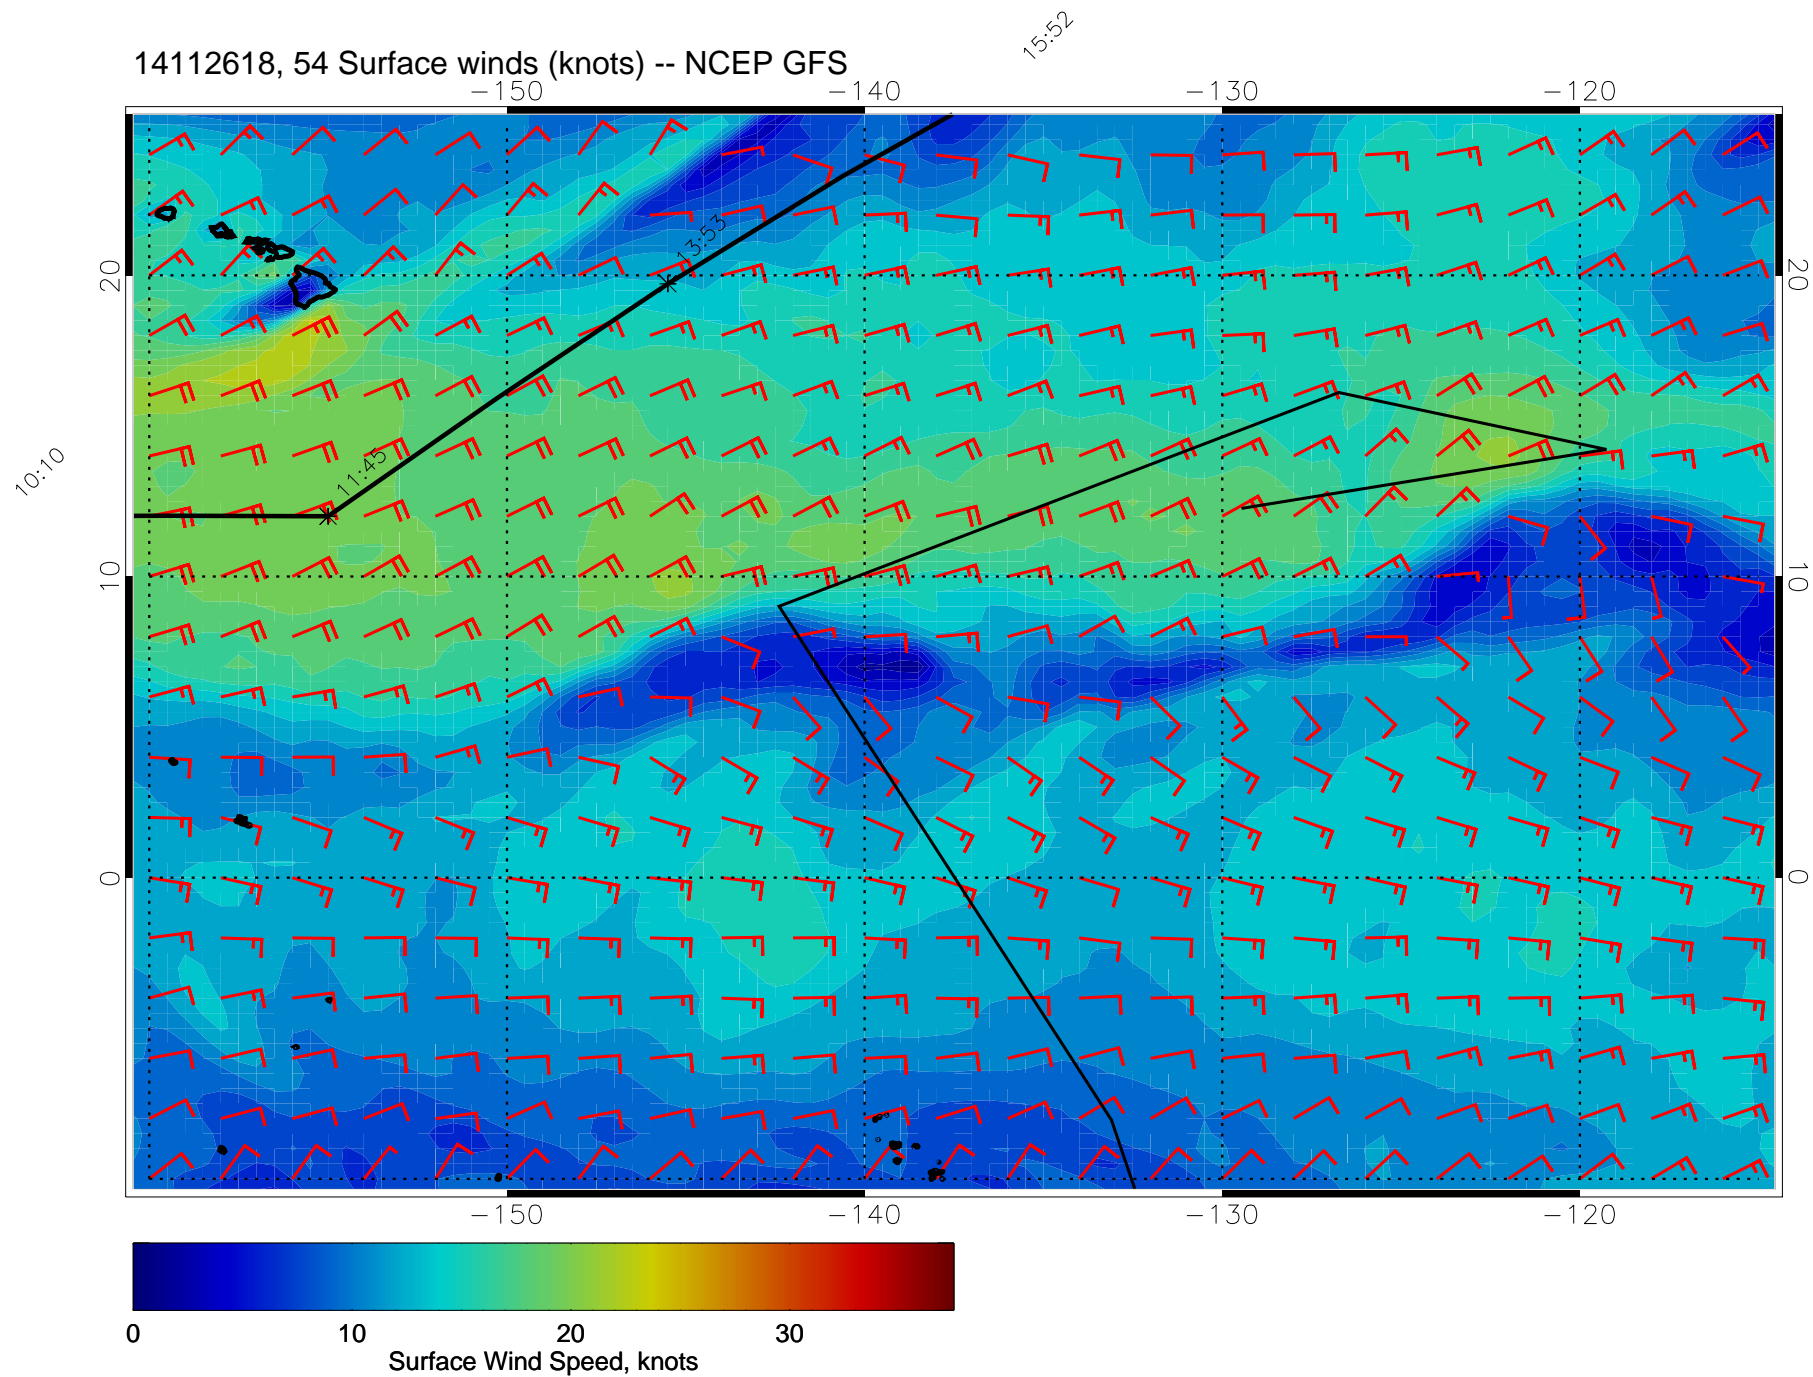 15:52
14112618, 54 Surface winds (knots) -- NCEP GFS
−150 −140 −130 −120
13:53
20 20
10:10
11:45
10 10
0 0
−150 −140 −130 −120
0 10 20 30
Surface Wind Speed, knots